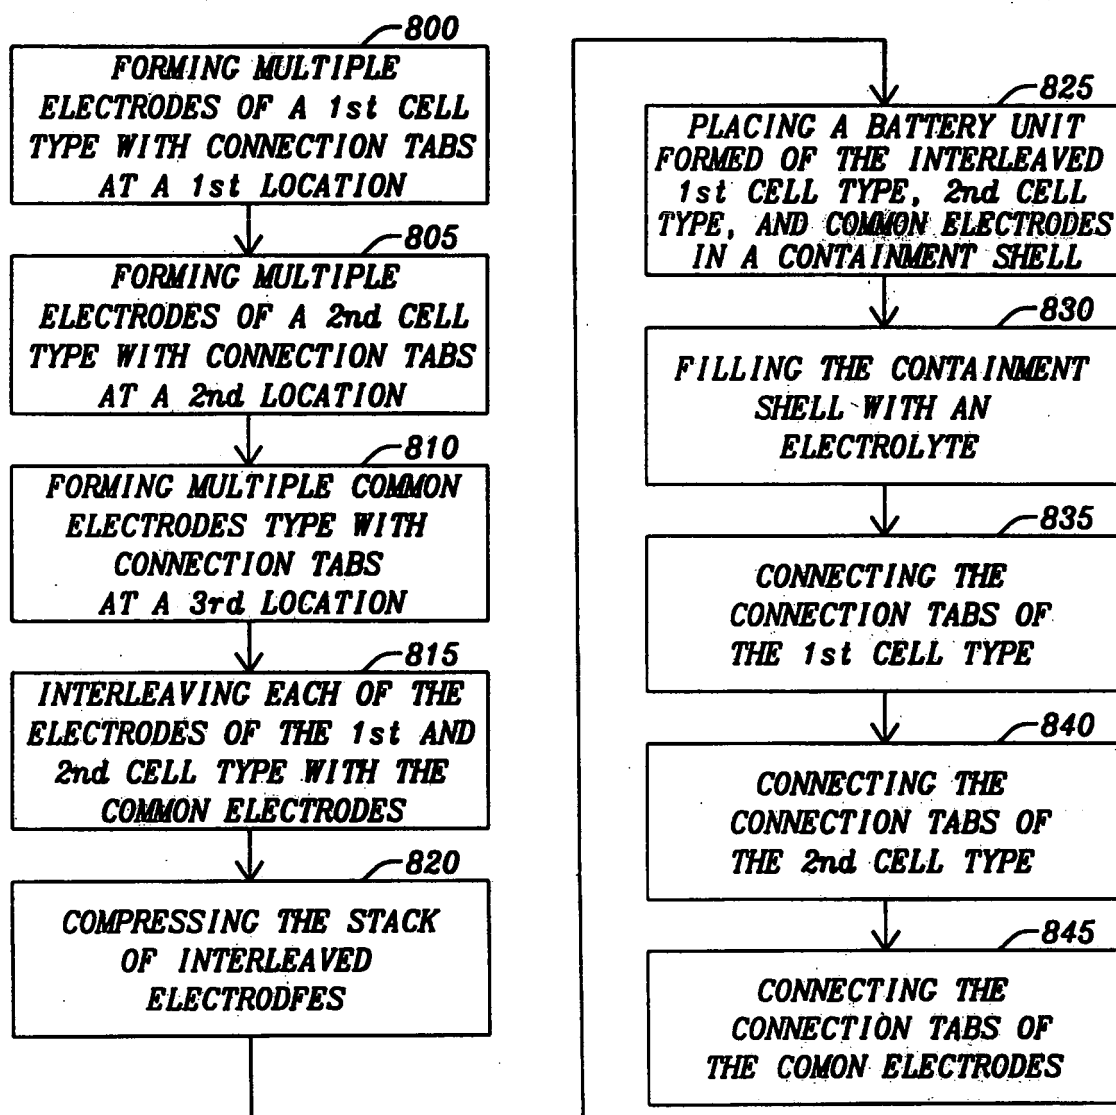 800
FORMING MULTIPLE
ELECTRODES OF A 1st CELL
TYPE WITH CONNECTION TABS
AT A 1st LOCATION
805
FORMING MULTIPLE
ELECTRODES OF A 2nd CELL
TYPE WITH CONNECTION TABS
AT A 2nd LOCATION
810
FORMING MULTIPLE COMMON
ELECTRODES TYPE WITH
CONNECTION TABS
AT A 3rd LOCATION
815
INTERLEAVING EACH OF THE
ELECTRODES OF THE 1st AND
2nd CELL TYPE WITH THE
COMMON ELECTRODES
820
COMPRESSING THE STACK
OF INTERLEAVED
ELECTRODFES
825
PLACING A BATTERY UNIT
FORMED OF THE INTERLEAVED
1st CELL TYPE, 2nd CELL
TYPE, AND COMMON ELECTRODES
IN A CONTAINMENT SHELL
830
FILLING THE CONTAINMENT
SHELL WITH AN
ELECTROLYTE
835
CONNECTING THE
CONNECTION TABS OF
THE 1st CELL TYPE
840
CONNECTING THE
CONNECTION TABS OF
THE 2nd CELL TYPE
845
CONNECTING THE
CONNECTION TABS OF
THE COMON ELECTRODES